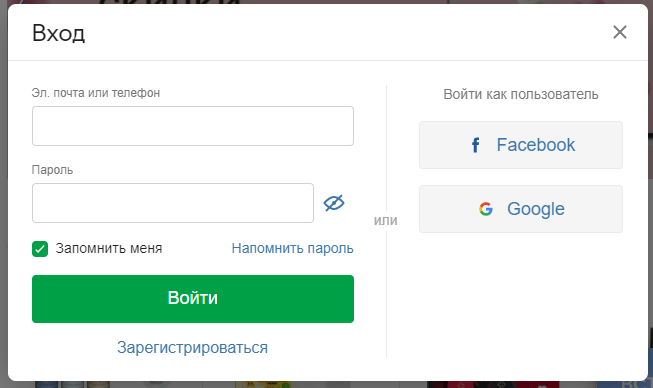 Вход
Эл. почта или телефон
Пароль
Запомнить меня
Напомнить пароль
Войти
Зарегистрироваться
или
Войти как пользователь
Facebook
Google